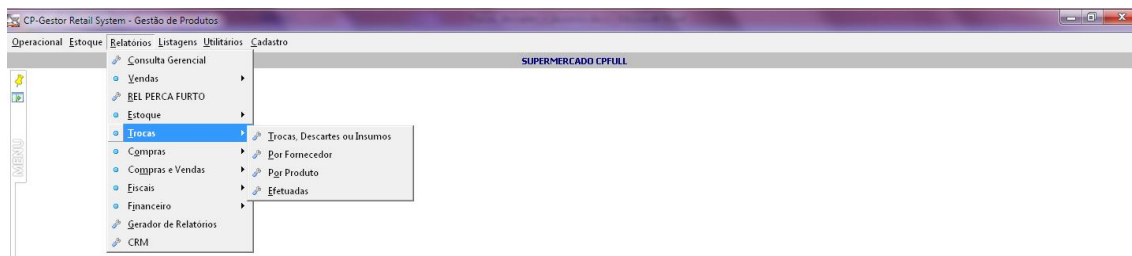 CP-Gestor Retail System - Gestão de Produtos
Operacional Estoque Relatórios Listagens Utilitários Cadastro
SUPERMERCADO CPFULL
Consulta Gerencial
Vendas
REL PERCA FURTO
Estoque
Trocas
Trocas, Descartes ou Insumos
Por Fornecedor
Por Produto
Efetuadas
Compras
Compras e Vendas
Fiscais
Financeiro
Gerador de Relatórios
CRM
MENU